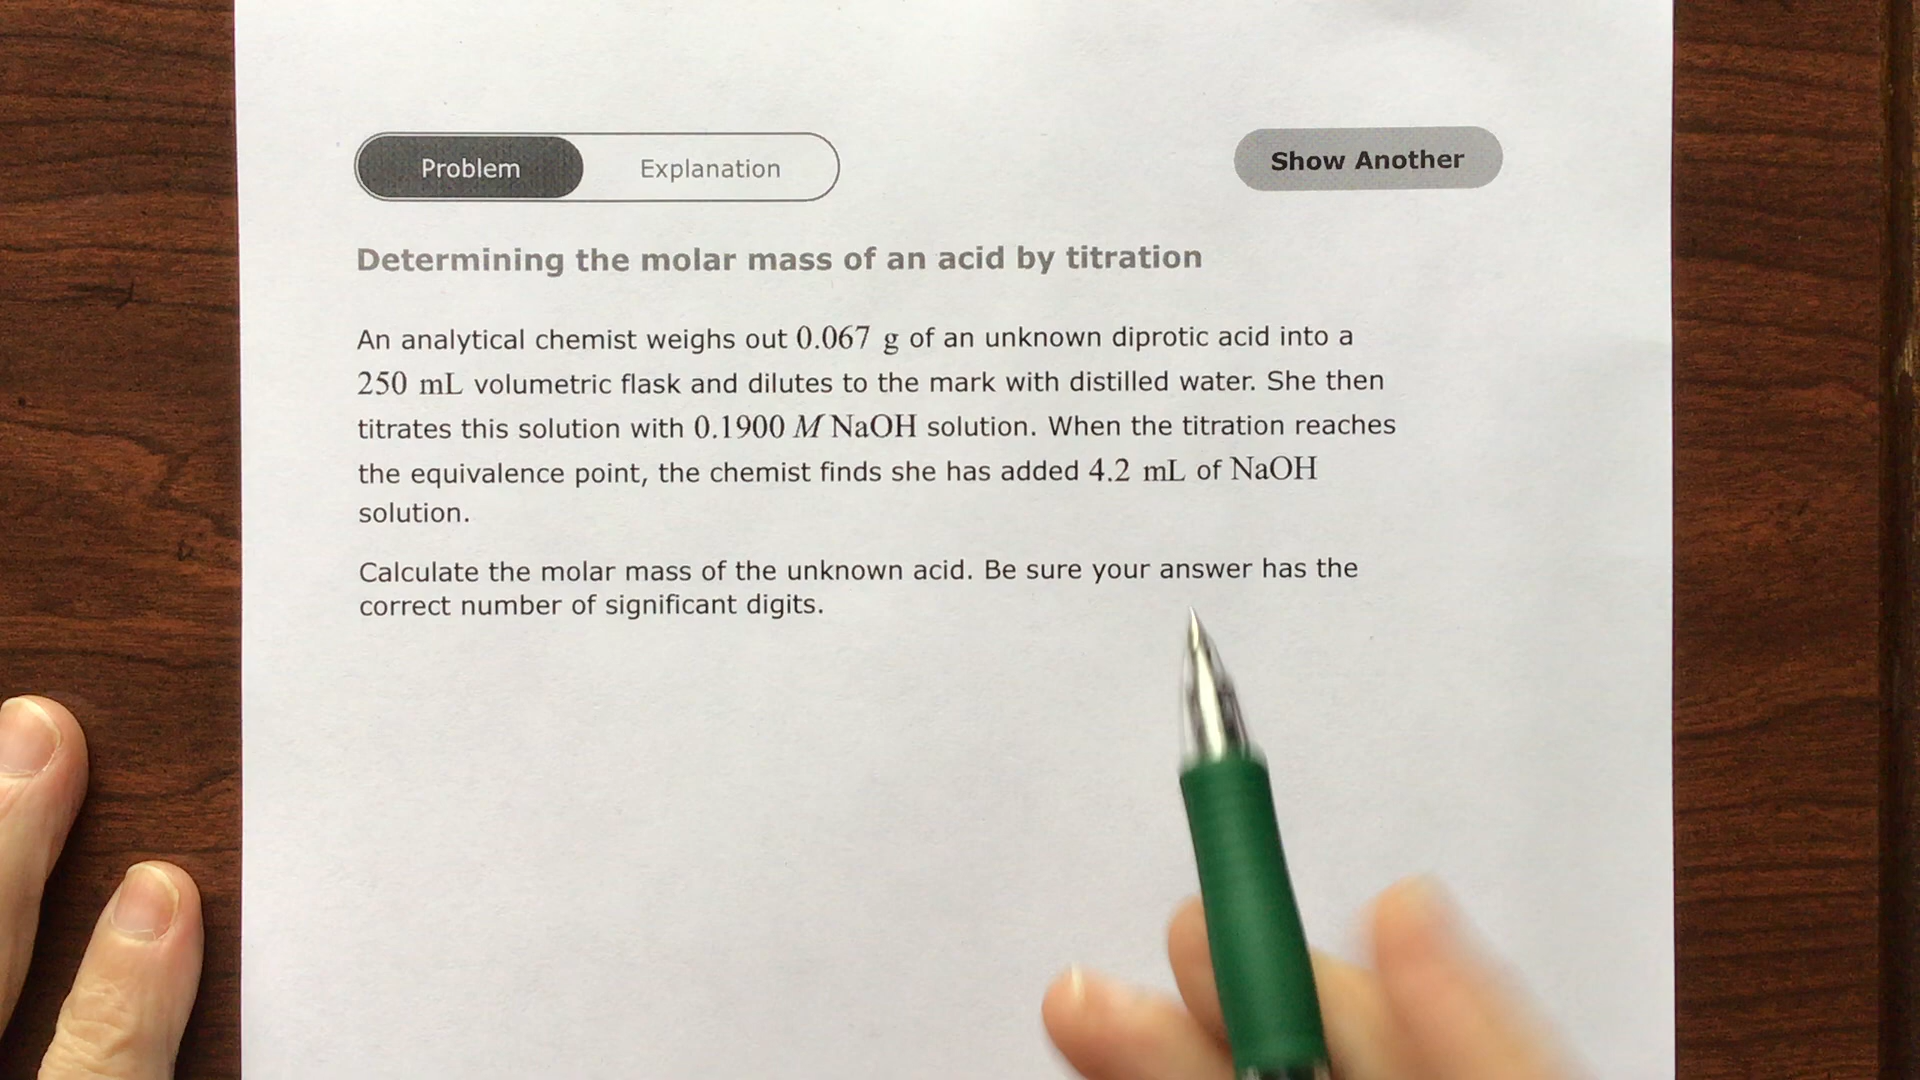 Problem Explanation Show Another
Determining the molar mass of an acid by titration
An analytical chemist weighs out 0.067 g of an unknown diprotic acid into a
250 mL volumetric flask and dilutes to the mark with distilled water. She then
titrates this solution with 0.1900 M NaOH solution. When the titration reaches
the equivalence point, the chemist finds she has added 4.2 mL of NaOH
solution.
Calculate the molar mass of the unknown acid. Be sure your answer has the
correct number of significant digits.